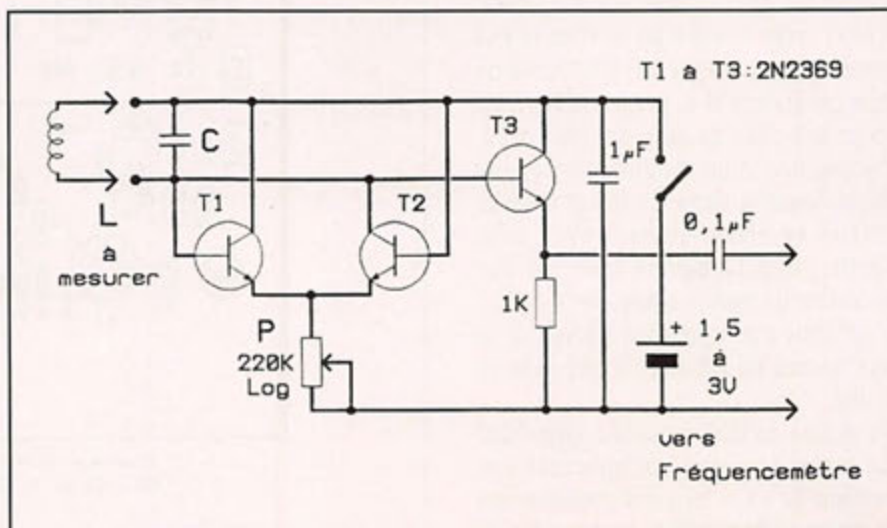 T1 à T3:2N2369
T3
1µF
C
T1
T2
0,1µF
L
à
mesurer
P
220K
Log
1K
+ 1,5
à
3V
vers
Fréquencemètre